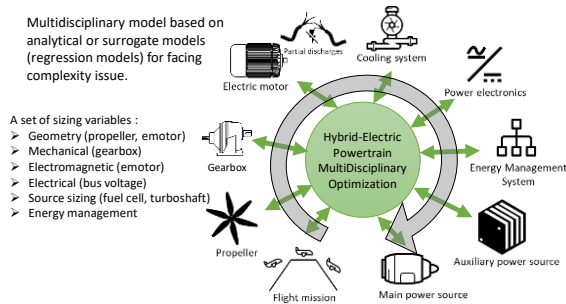 Multidisciplinary model based on
analytical or surrogate models
(regression models) for facing
complexity issue.
A set of sizing variables :
➢ Geometry (propeller, emotor)
➢ Mechanical (gearbox)
➢ Electromagnetic (emotor)
➢ Electrical (bus voltage)
➢ Source sizing (fuel cell, turboshaft)
➢ Energy management
Partial discharges
Cooling system
Electric motor
Power electronics
Gearbox
Hybrid-Electric
Powertrain
MultiDisciplinary
Optimization
Energy Management
System
Propeller
Auxiliary power source
Flight mission
Main power source